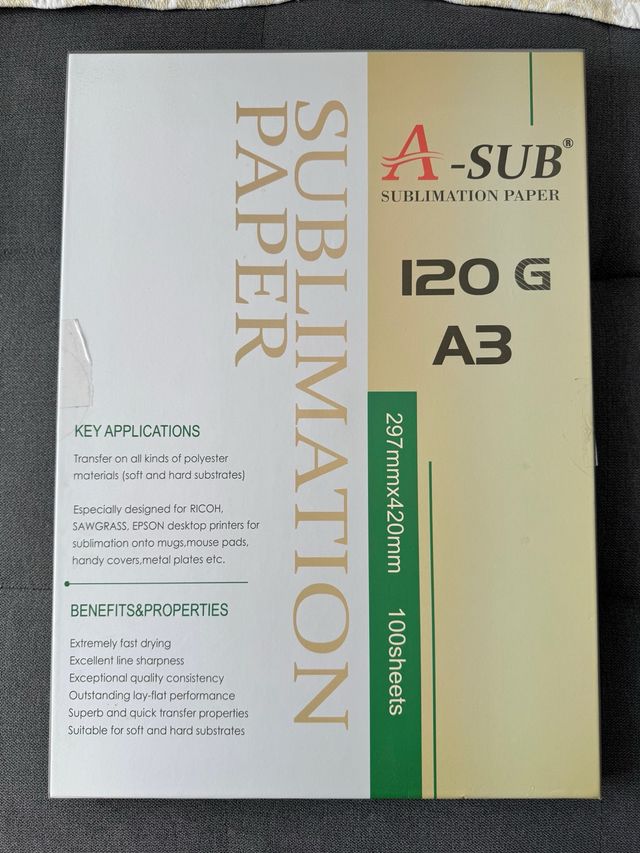 SUBLIMATION
PAPER
A-SUB®
SUBLIMATION PAPER
120 G
A3
297mmx420mm 100sheets
KEY APPLICATIONS
Transfer on all kinds of polyester
materials (soft and hard substrates)
Especially designed for RICOH,
SAWGRASS, EPSON desktop printers for
sublimation onto mugs,mouse pads,
handy covers,metal plates etc.
BENEFITS&PROPERTIES
Extremely fast drying
Excellent line sharpness
Exceptional quality consistency
Outstanding lay-flat performance
Superb and quick transfer properties
Suitable for soft and hard substrates